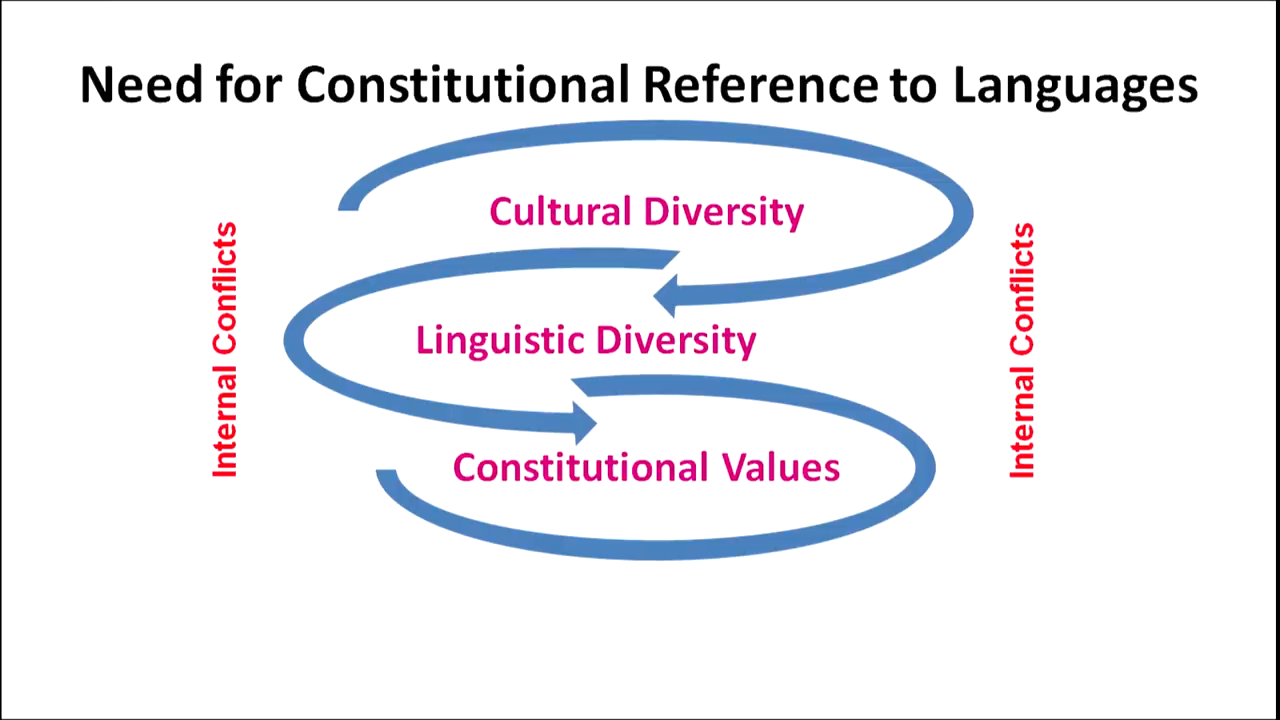 Need for Constitutional Reference to Languages
Cultural Diversity
Internal Conflicts
Internal Conflicts
Linguistic Diversity
Constitutional Values